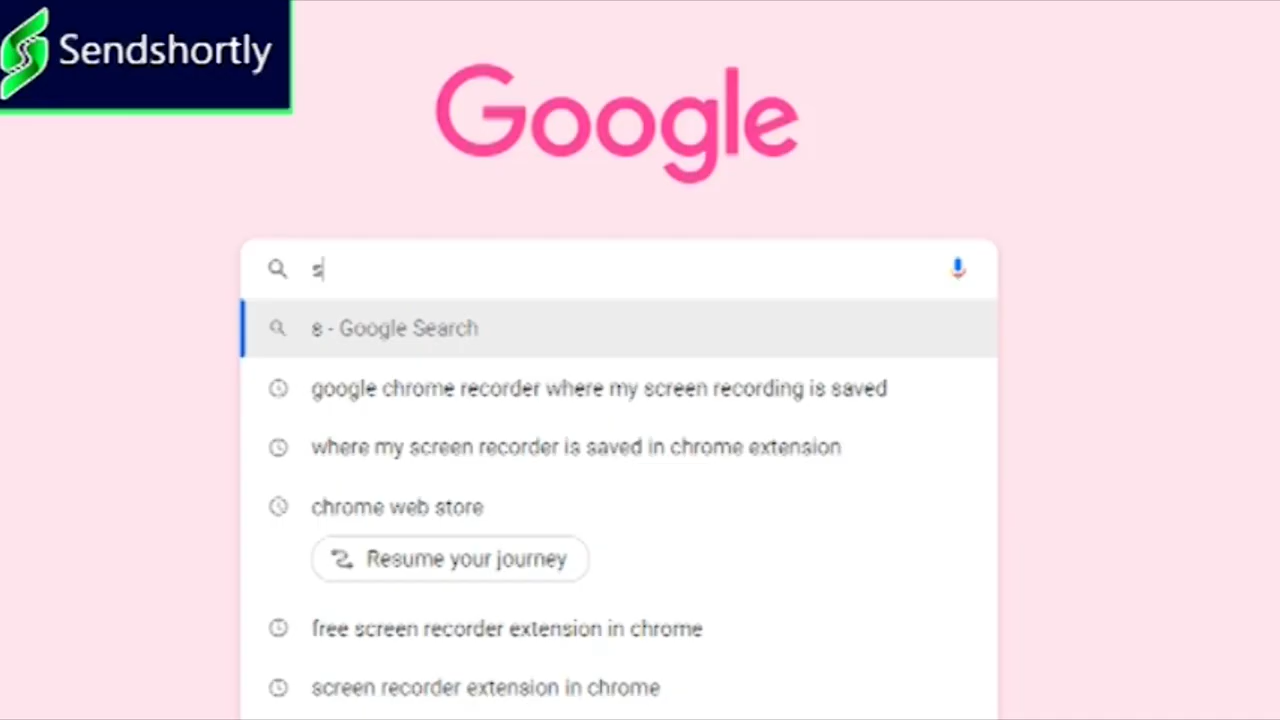 Sendshortly
Google
s
s - Google Search
google chrome recorder where my screen recording is saved
where my screen recorder is saved in chrome extension
chrome web store
Resume your journey
free screen recorder extension in chrome
screen recorder extension in chrome